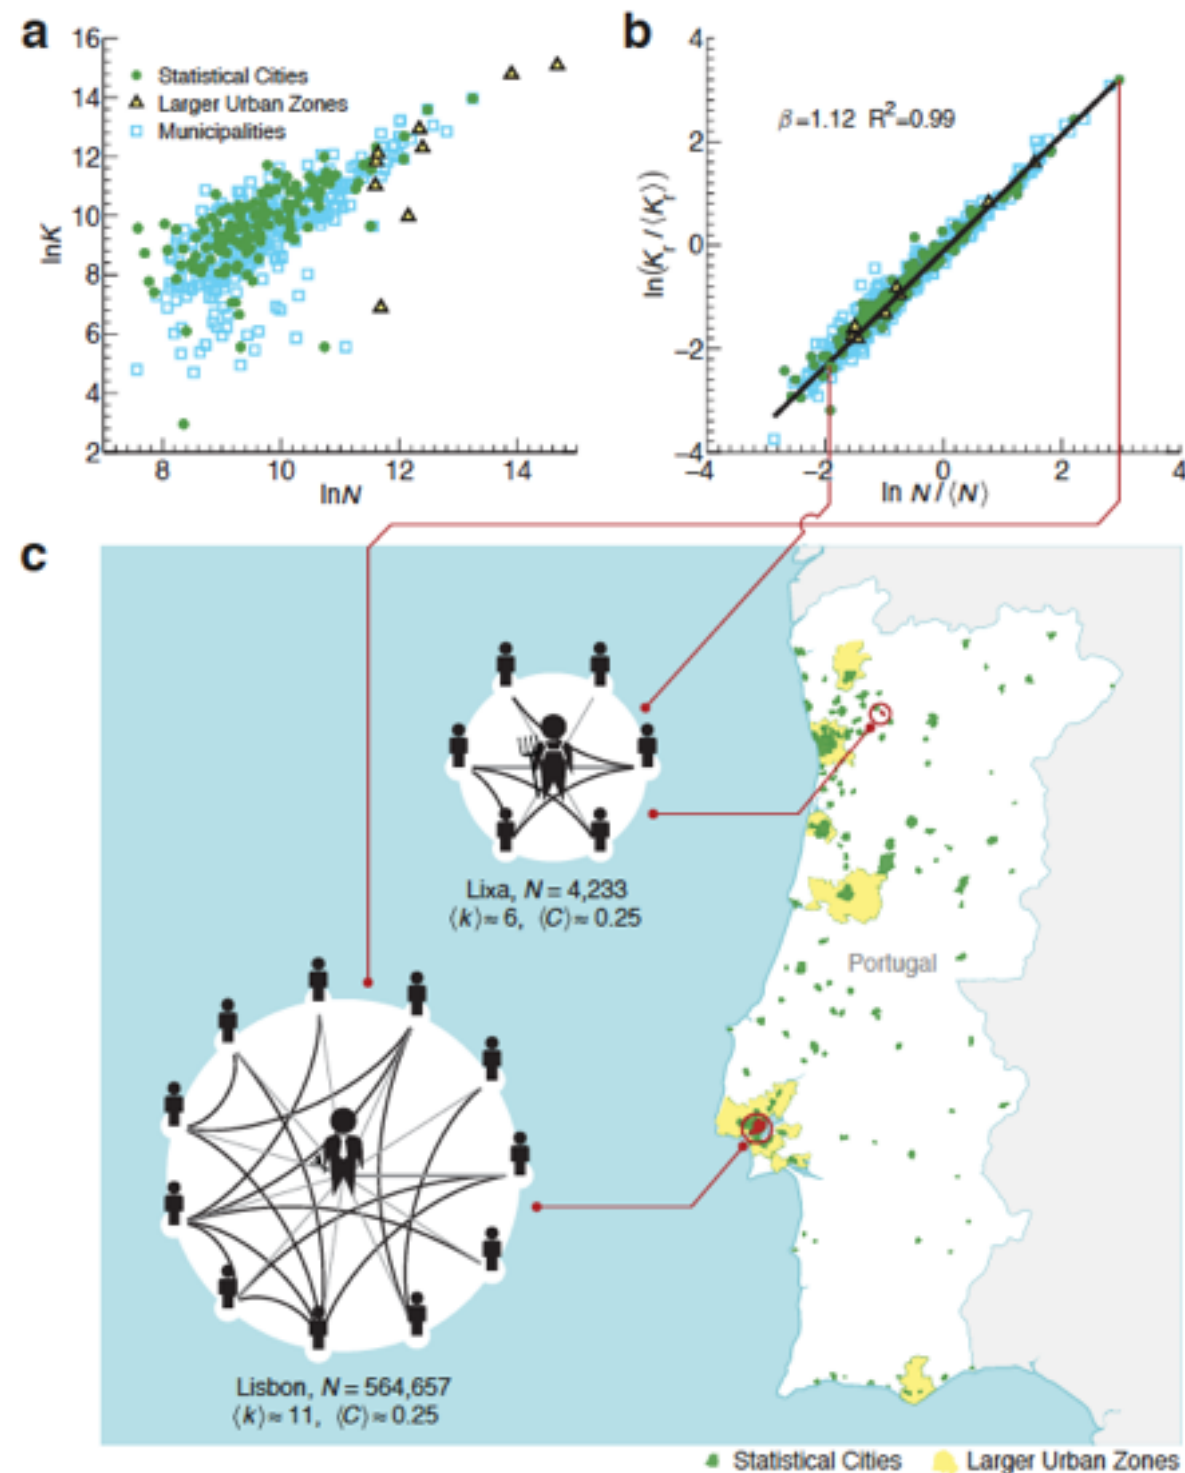 a
16
14
12
10
8
6
4
2
lnK
Statistical Cities
Larger Urban Zones
Municipalities
8
10
12
14
lnN
b
4
2
0
−2
−4
ln(Kr / ⟨Kr⟩)
β=1.12 R²=0.99
−4
−2
0
2
4
ln N / ⟨N⟩
c
Lixa, N = 4,233
⟨k⟩ ≈ 6, ⟨C⟩ ≈ 0.25
Portugal
Lisbon, N = 564,657
⟨k⟩ ≈ 11, ⟨C⟩ ≈ 0.25
Statistical Cities
Larger Urban Zones